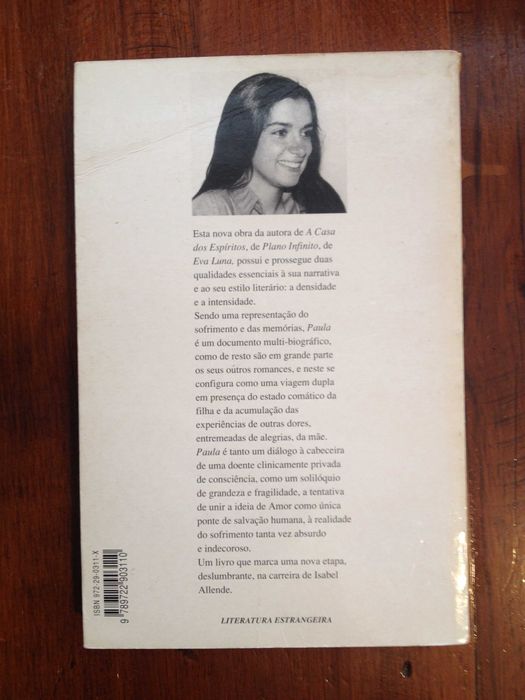 Esta nova obra da autora de A Casa
dos Espíritos, de Plano Infinito, de
Eva Luna, possui e prossegue duas
qualidades essenciais à sua narrativa
e ao seu estilo literário: a densidade
e a intensidade.
Sendo uma representação do
sofrimento e das memórias, Paula
é um documento multi-biográfico,
como de resto são em grande parte
os seus outros romances, e neste se
configura como uma viagem dupla
em presença do estado comático da
filha e da acumulação das
experiências de outras dores,
entremeadas de alegrias, da mãe.
Paula é tanto um diálogo à cabeceira
de uma doente clinicamente privada
de consciência, como um solilóquio
de grandeza e fragilidade, a tentativa
de unir a ideia de Amor como única
ponte de salvação humana, à realidade
do sofrimento tanta vez absurdo
e indecoroso.
Um livro que marca uma nova etapa,
deslumbrante, na carreira de Isabel
Allende.
LITERATURA ESTRANGEIRA
ISBN 972-29-0311-X
9 789722 903110